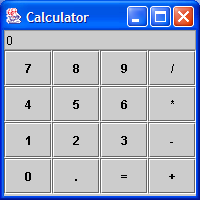 Calculator
0
7 8 9 /
4 5 6 *
1 2 3 -
0 . = +